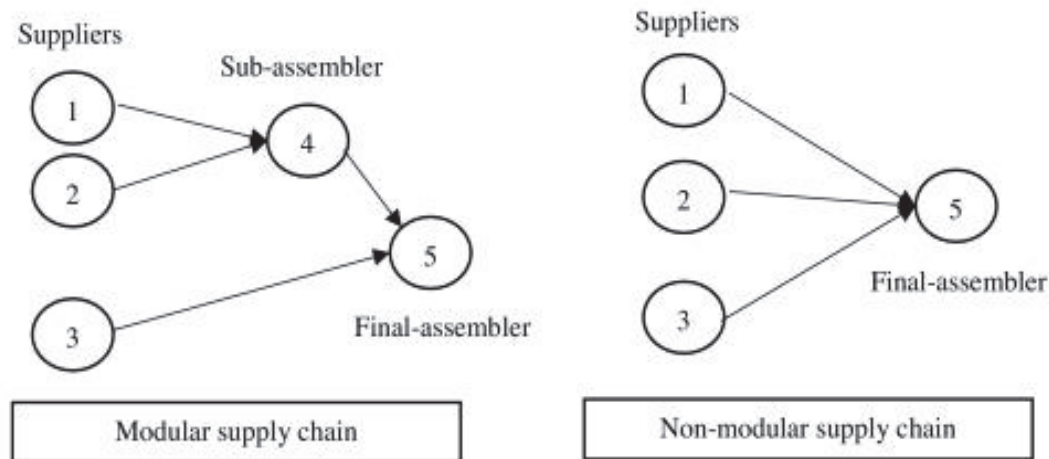 Suppliers
1
2
3
Sub-assembler
4
5
Final-assembler
Modular supply chain
Suppliers
1
2
3
5
Final-assembler
Non-modular supply chain